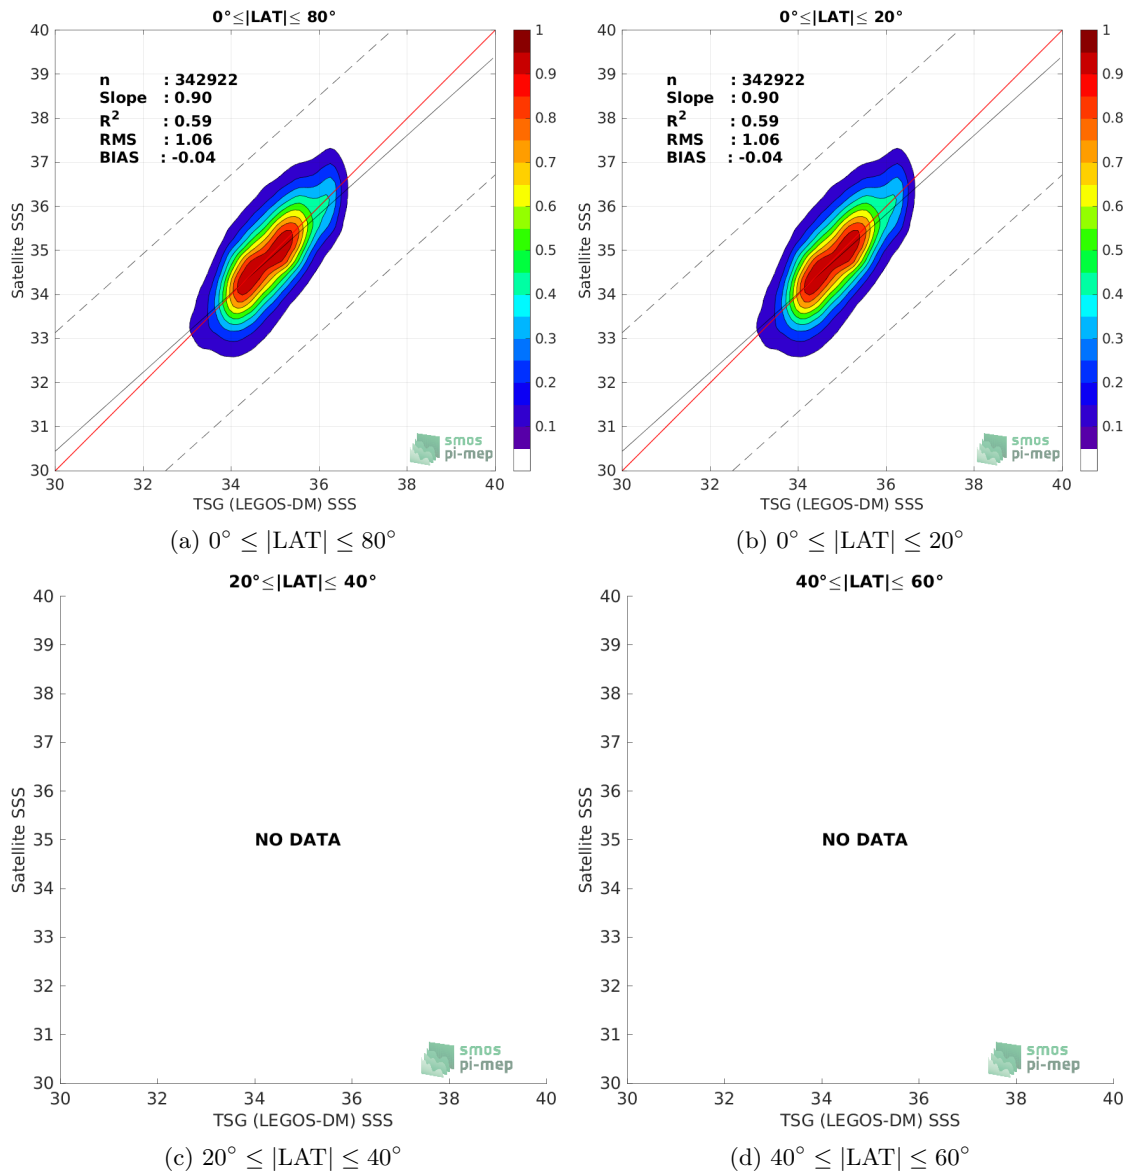 0°≤|LAT|≤ 80°
40
39
38
37
36
35
34
33
32
31
30
Satellite SSS
n : 342922
Slope : 0.90
R² : 0.59
RMS : 1.06
BIAS : -0.04
smos
pi-mep
30 32 34 36 38 40
TSG (LEGOS-DM) SSS
1
0.9
0.8
0.7
0.6
0.5
0.4
0.3
0.2
0.1
(a) 0° ≤ |LAT| ≤ 80°
0°≤|LAT|≤ 20°
40
39
38
37
36
35
34
33
32
31
30
Satellite SSS
n : 342922
Slope : 0.90
R² : 0.59
RMS : 1.06
BIAS : -0.04
smos
pi-mep
30 32 34 36 38 40
TSG (LEGOS-DM) SSS
1
0.9
0.8
0.7
0.6
0.5
0.4
0.3
0.2
0.1
(b) 0° ≤ |LAT| ≤ 20°
20°≤|LAT|≤ 40°
40
39
38
37
36
35
34
33
32
31
30
Satellite SSS
NO DATA
smos
pi-mep
30 32 34 36 38 40
TSG (LEGOS-DM) SSS
(c) 20° ≤ |LAT| ≤ 40°
40°≤|LAT|≤ 60°
40
39
38
37
36
35
34
33
32
31
30
Satellite SSS
NO DATA
smos
pi-mep
30 32 34 36 38 40
TSG (LEGOS-DM) SSS
(d) 40° ≤ |LAT| ≤ 60°